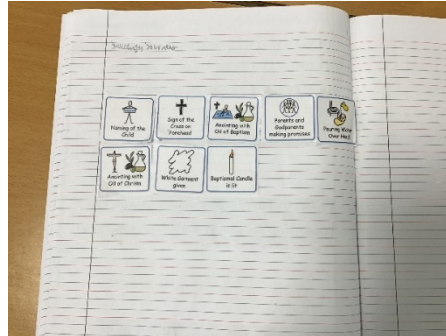 Naming of the
Child
Sign of the
Cross on
Forehead
Anointing with
Oil of Baptism
Parents and
Godparents
making promises
Pouring Water
Over Head
Anointing with
Oil of Chrism
White Garment
given
Baptismal Candle
is lit